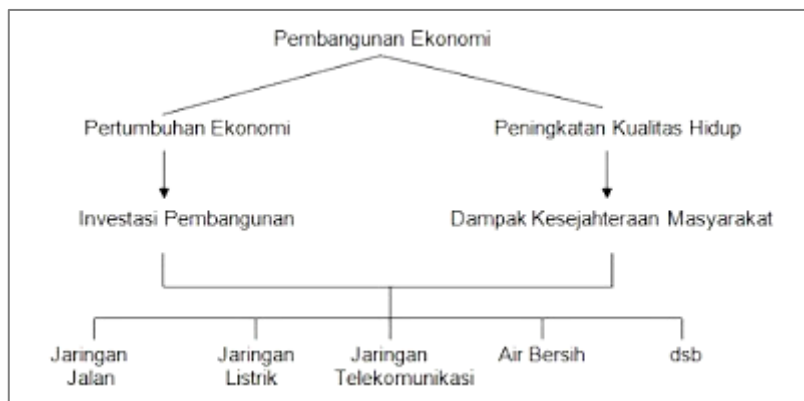 Pembangunan Ekonomi
Pertumbuhan Ekonomi
Peningkatan Kualitas Hidup
Investasi Pembangunan
Dampak Kesejahteraan Masyarakat
Jaringan
Jalan
Jaringan
Listrik
Jaringan
Telekomunikasi
Air Bersih
dsb